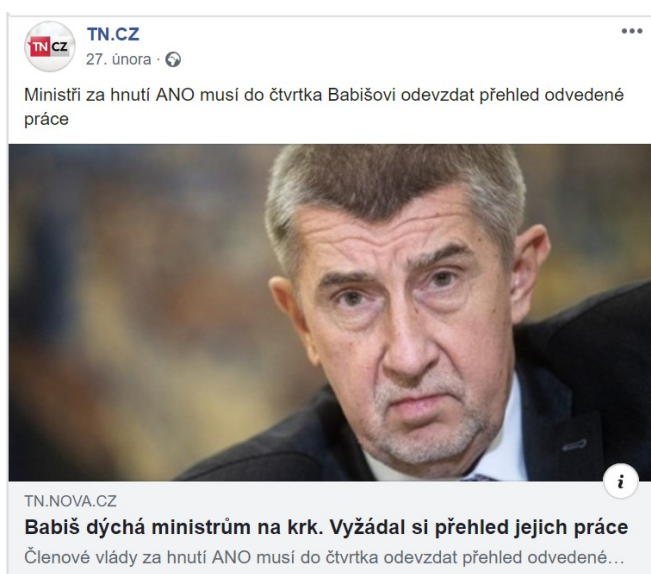 TN.CZ
TN CZ
27. února ·
Ministři za hnutí ANO musí do čtvrtka Babišovi odevzdat přehled odvedené
práce
i
TN.NOVA.CZ
Babiš dýchá ministrům na krk. Vyžádal si přehled jejich práce
Členové vlády za hnutí ANO musí do čtvrtka odevzdat přehled odvedené…